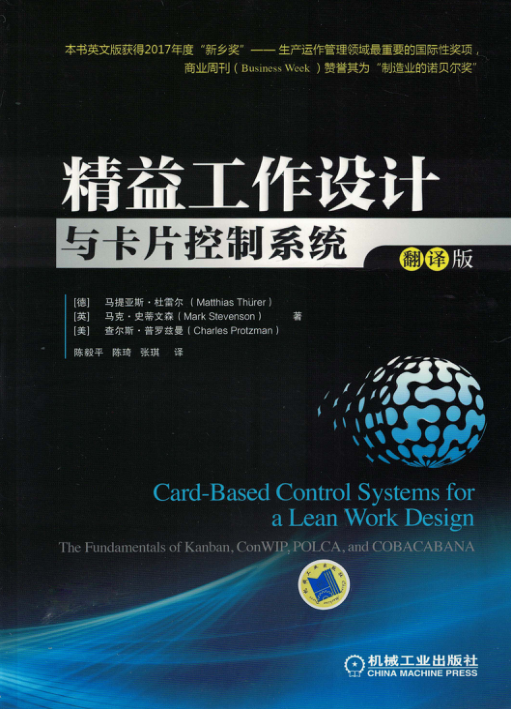 本书英文版获得2017年度“新乡奖”—— 生产运作管理领域最重要的国际性奖项,
商业周刊（Business Week ）赞誉其为“制造业的诺贝尔奖”
精益工作设计
与卡片控制系统
翻译版
[德] 马提亚斯·杜雷尔 （Matthias Thürer）
[英] 马克·史蒂文森（Mark Stevenson） 著
[美] 查尔斯·普罗兹曼（Charles Protzman）
陈毅平 陈琦 张琪 译
Card-Based Control Systems for
a Lean Work Design
The Fundamentals of Kanban, ConWIP, POLCA, and COBACABANA
机械工业出版社
CHINA MACHINE PRESS